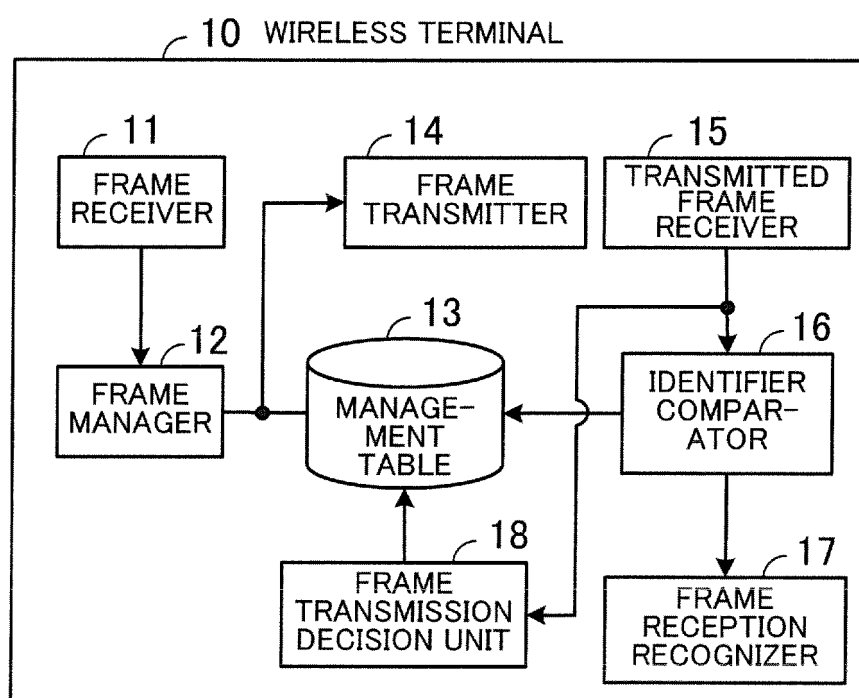 10 WIRELESS TERMINAL
11
FRAME
RECEIVER
14
FRAME
TRANSMITTER
15
TRANSMITTED
FRAME
RECEIVER
12
FRAME
MANAGER
13
MANAGE-
MENT
TABLE
16
IDENTIFIER
COMPAR-
ATOR
18
FRAME
TRANSMISSION
DECISION UNIT
17
FRAME
RECEPTION
RECOGNIZER